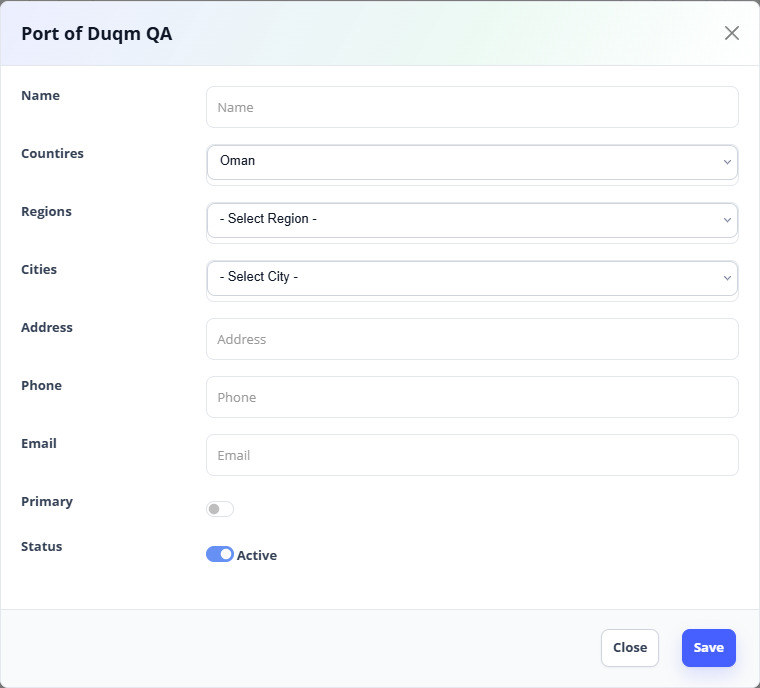 Port of Duqm QA
Name
Name
Countires
Oman
Regions
- Select Region -
Cities
- Select City -
Address
Address
Phone
Phone
Email
Email
Primary
Status
Active
Close
Save